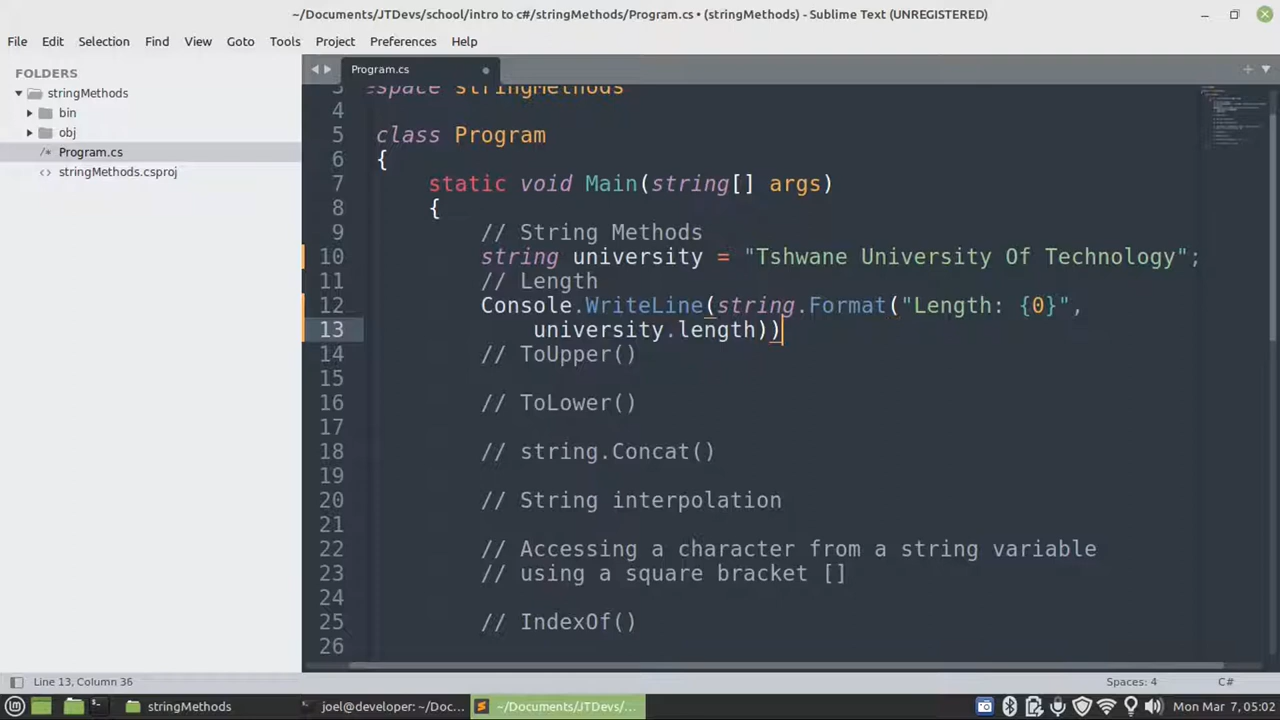 ~/Documents/JTDevs/school/intro to c#/stringMethods/Program.cs • (stringMethods) - Sublime Text (UNREGISTERED)
File Edit Selection Find View Goto Tools Project Preferences Help
FOLDERS
stringMethods
bin
obj
Program.cs
stringMethods.csproj
Program.cs
3 espace stringMethods
4
5 class Program
6 {
7 static void Main(string[] args)
8 {
9 // String Methods
10 string university = "Tshwane University Of Technology";
11 // Length
12 Console.WriteLine(string.Format("Length: {0}",
13 university.length))
14 // ToUpper()
15
16 // ToLower()
17
18 // string.Concat()
19
20 // String interpolation
21
22 // Accessing a character from a string variable
23 // using a square bracket []
24
25 // IndexOf()
26
Line 13, Column 36 Spaces: 4 C#
stringMethods joel@developer: ~/Doc... ~/Documents/JTDevs/... Mon Mar 7, 05:02